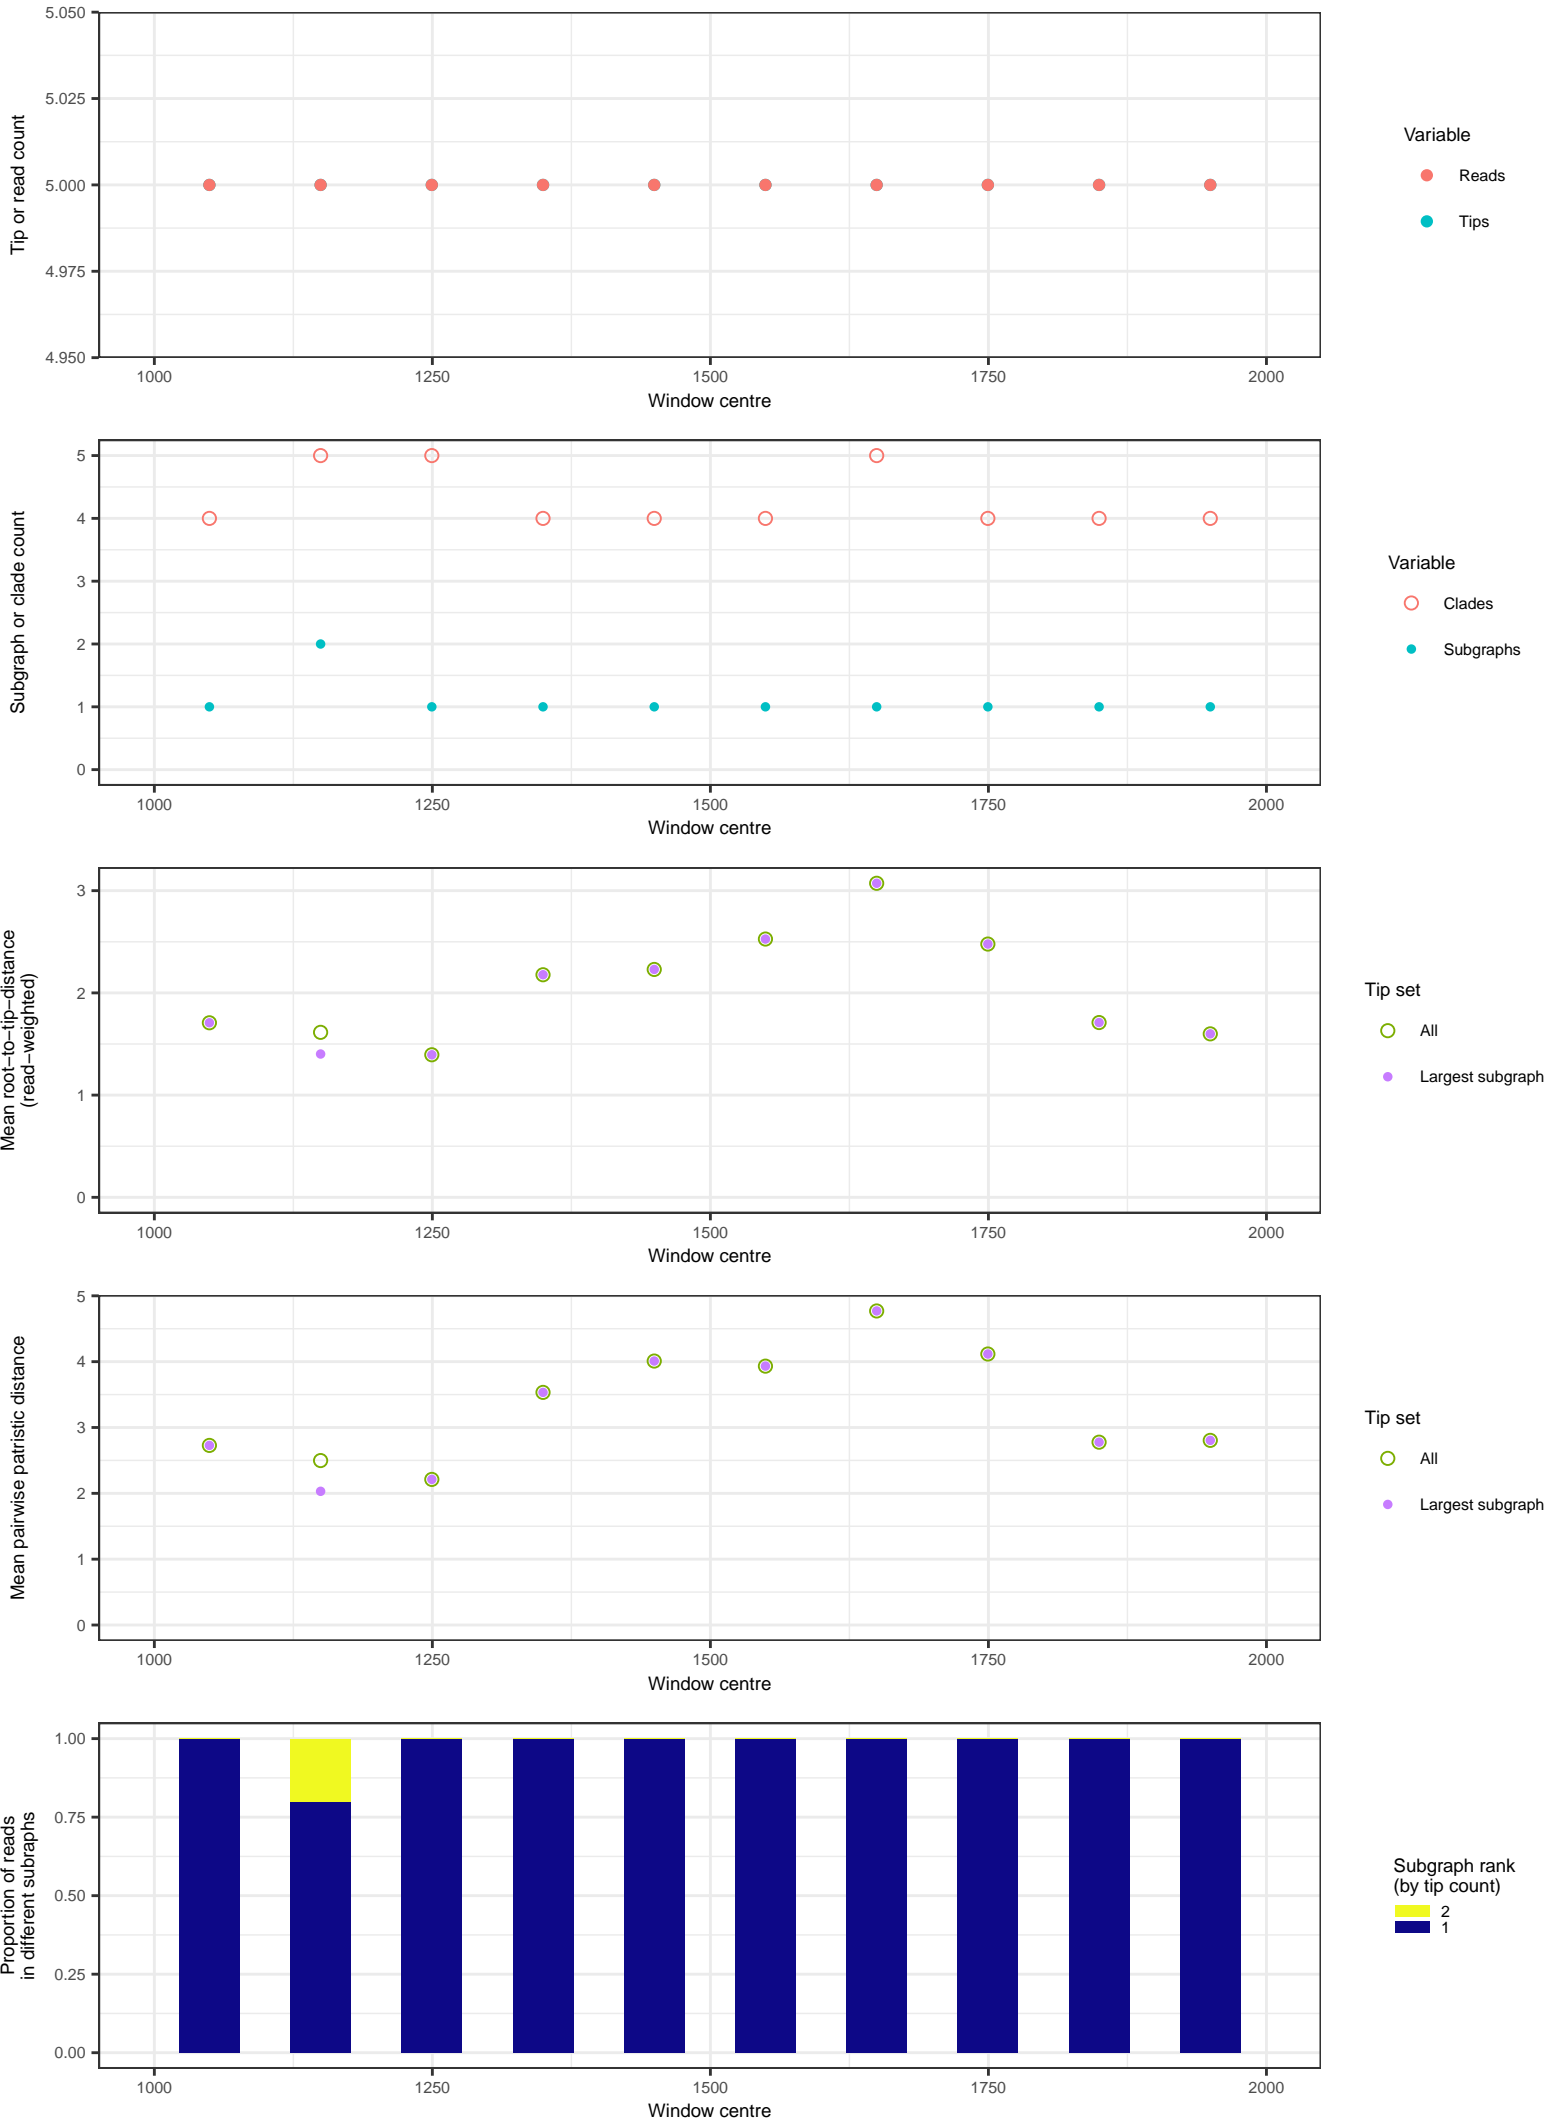 5.050
5.025
5.000
4.975
4.950
Tip or read count
1000 1250 1500 1750 2000
Window centre
Variable
Reads
Tips
5
4
3
2
1
0
Subgraph or clade count
1000 1250 1500 1750 2000
Window centre
Variable
Clades
Subgraphs
3
2
1
0
Mean root−to−tip−distance
(read−weighted)
1000 1250 1500 1750 2000
Window centre
Tip set
All
Largest subgraph
5
4
3
2
1
0
Mean pairwise patristic distance
1000 1250 1500 1750 2000
Window centre
Tip set
All
Largest subgraph
1.00
0.75
0.50
0.25
0.00
Proportion of reads
in different subraphs
1000 1250 1500 1750 2000
Window centre
Subgraph rank
(by tip count)
2
1